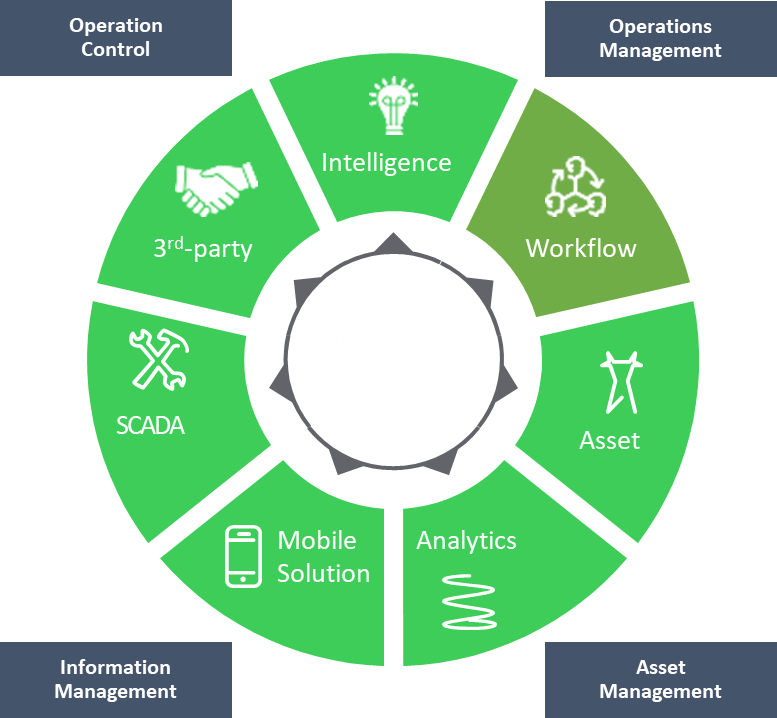 Operation
Control
Operations
Management
Intelligence
3rd-party
Workflow
SCADA
Asset
Mobile
Solution
Analytics
Information
Management
Asset
Management